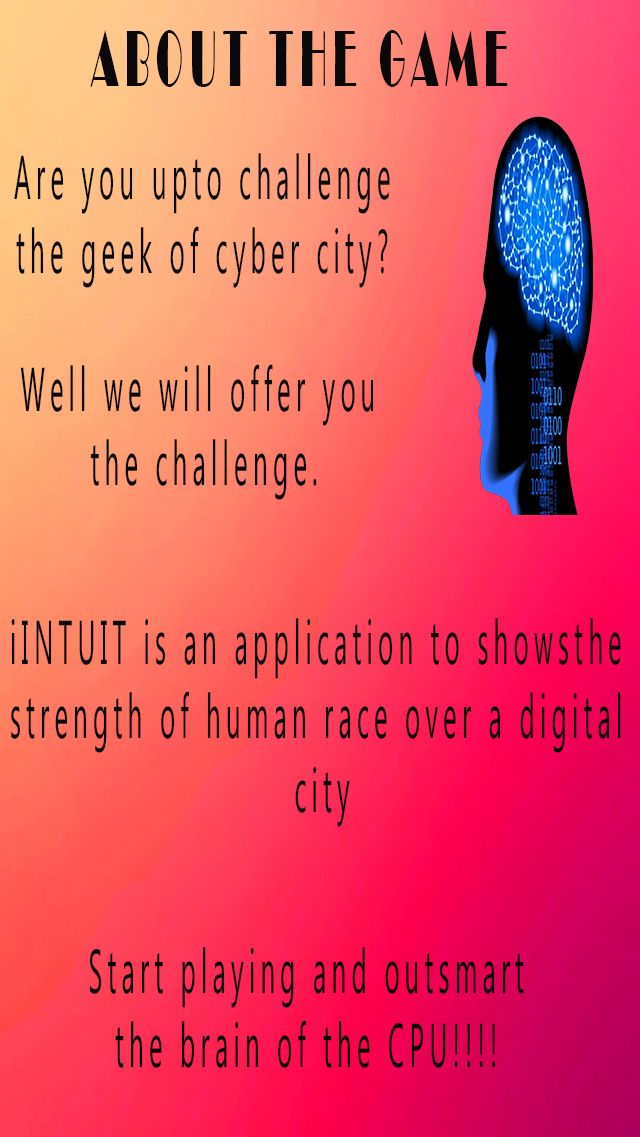 ABOUT THE GAME
Are you upto challenge
the geek of cyber city?
Well we will offer you
the challenge.
iINTUIT is an application to showsthe
strength of human race over a digital
city
Start playing and outsmart
the brain of the CPU!!!!